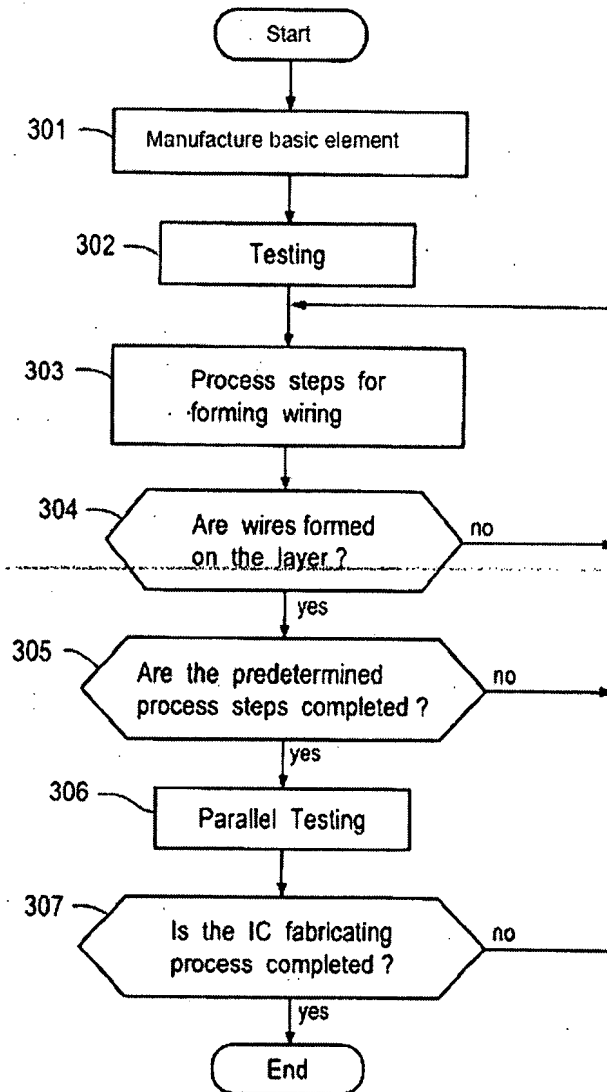 Start
301
Manufacture basic element
302
Testing
303
Process steps for
forming wiring
304
Are wires formed
on the layer ?
no
yes
305
Are the predetermined
process steps completed ?
no
yes
306
Parallel Testing
307
Is the IC fabricating
process completed ?
no
yes
End